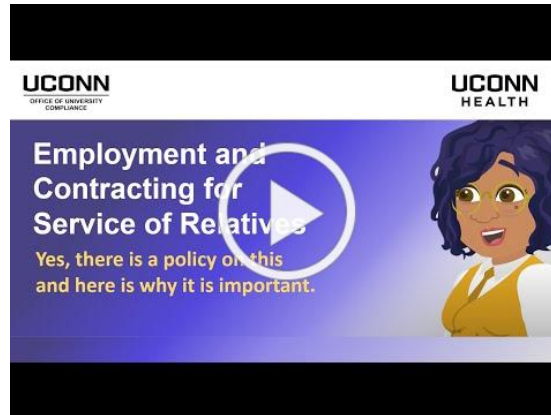 UCONN
OFFICE OF UNIVERSITY
COMPLIANCE
UCONN
HEALTH
Employment and
Contracting for
Service of Relatives
Yes, there is a policy on this
and here is why it is important.